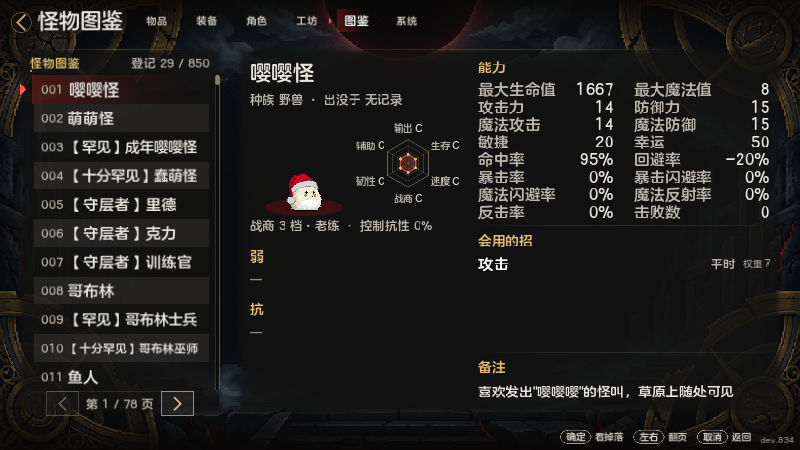 怪物图鉴 物品 装备 角色 工坊 图鉴 系统
怪物图鉴 登记 29 / 850
001 嘤嘤怪
002 萌萌怪
003 【罕见】成年嘤嘤怪
004 【十分罕见】蠢萌怪
005 【守层者】里德
006 【守层者】克力
007 【守层者】训练官
008 哥布林
009 【罕见】哥布林士兵
010 【十分罕见】哥布林巫师
011 鱼人
第 1 / 78 页
嘤嘤怪
种族 野兽 · 出没于 无记录
输出 C
辅助 C 生存 C
韧性 C 速度 C
战商 C
战商 3 档 · 老练 · 控制抗性 0%
弱
—
抗
—
能力
最大生命值 1667 最大魔法值 8
攻击力 14 防御力 15
魔法攻击 14 魔法防御 15
敏捷 20 幸运 50
命中率 95% 回避率 -20%
暴击率 0% 暴击闪避率 0%
魔法闪避率 0% 魔法反射率 0%
反击率 0% 击败数 0
会用的招
攻击 平时 权重 7
备注
喜欢发出"嘤嘤嘤"的怪叫，草原上随处可见
确定 看掉落 左右 翻页 取消 返回 dev.834